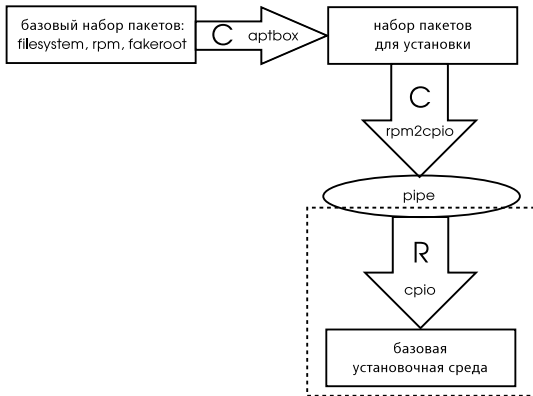 базовый набор пакетов:
filesystem, rpm, fakeroot
C aptbox
набор пакетов
для установки
C
rpm2cpio
pipe
R
cpio
базовая
установочная среда